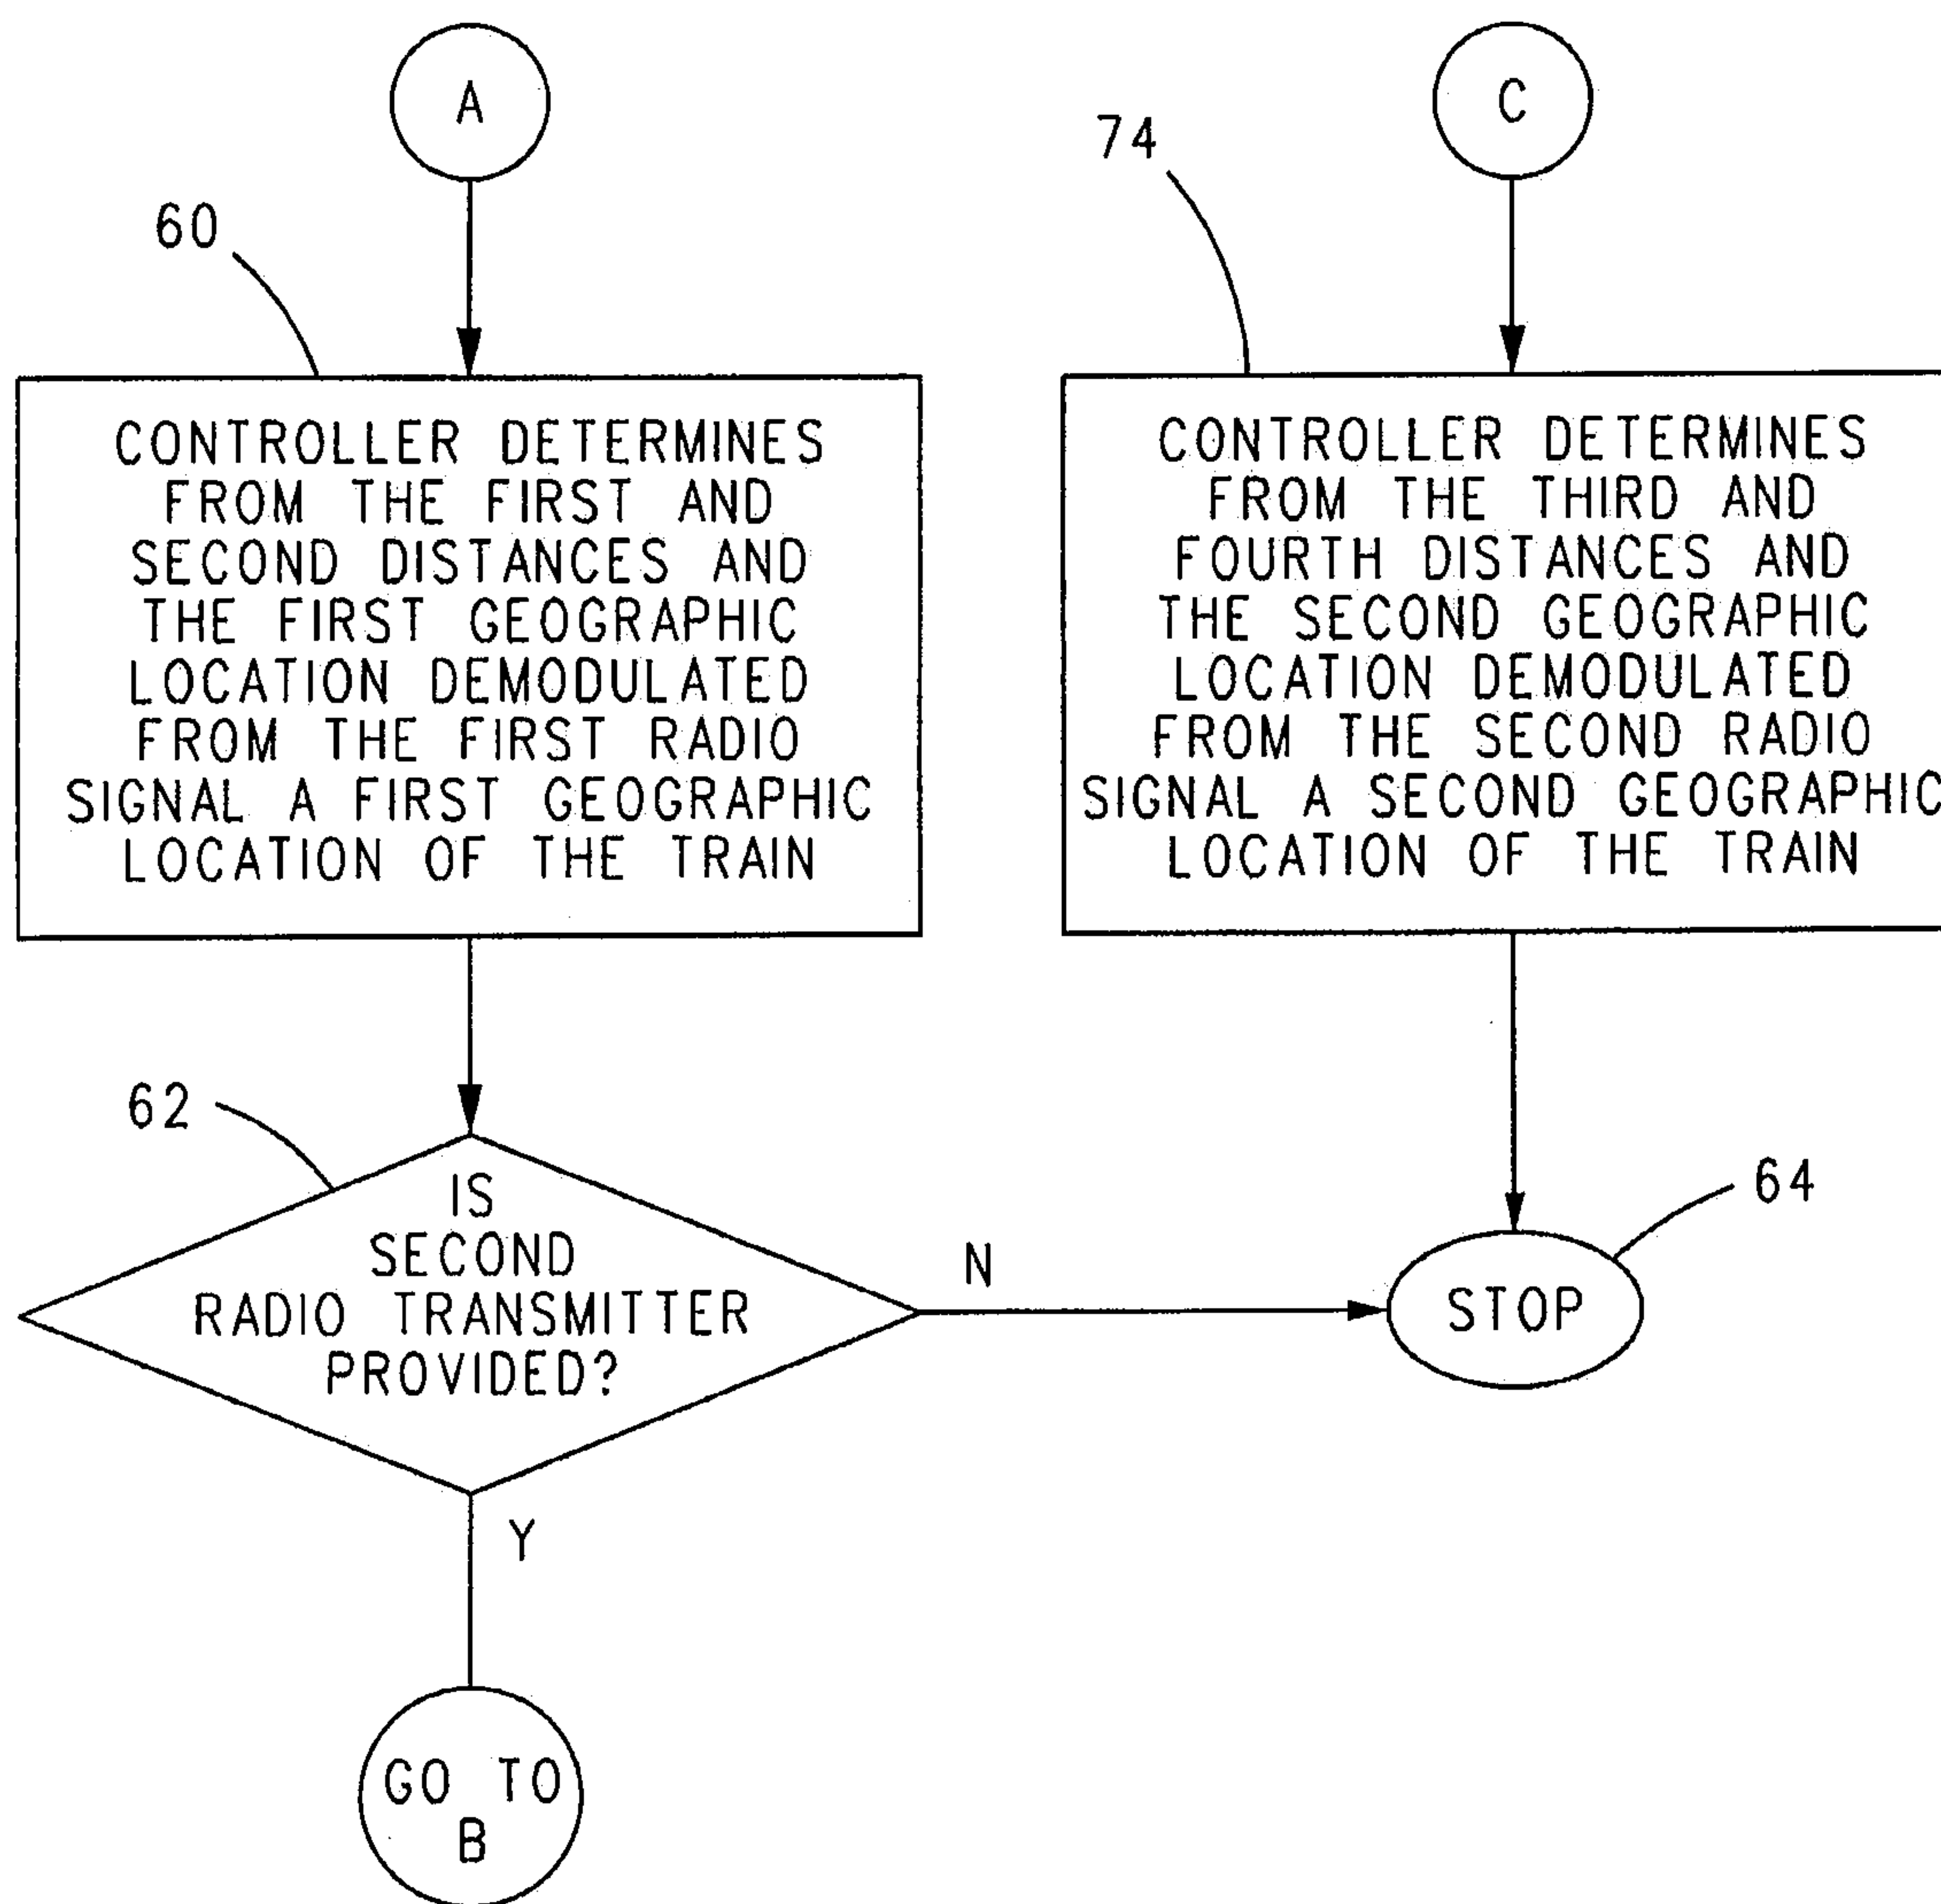 A
60
CONTROLLER DETERMINES
FROM THE FIRST AND
SECOND DISTANCES AND
THE FIRST GEOGRAPHIC
LOCATION DEMODULATED
FROM THE FIRST RADIO
SIGNAL A FIRST GEOGRAPHIC
LOCATION OF THE TRAIN
62
IS
SECOND
RADIO TRANSMITTER
PROVIDED?
N
Y
GO TO
B
C
74
CONTROLLER DETERMINES
FROM THE THIRD AND
FOURTH DISTANCES AND
THE SECOND GEOGRAPHIC
LOCATION DEMODULATED
FROM THE SECOND RADIO
SIGNAL A SECOND GEOGRAPHIC
LOCATION OF THE TRAIN
64
STOP